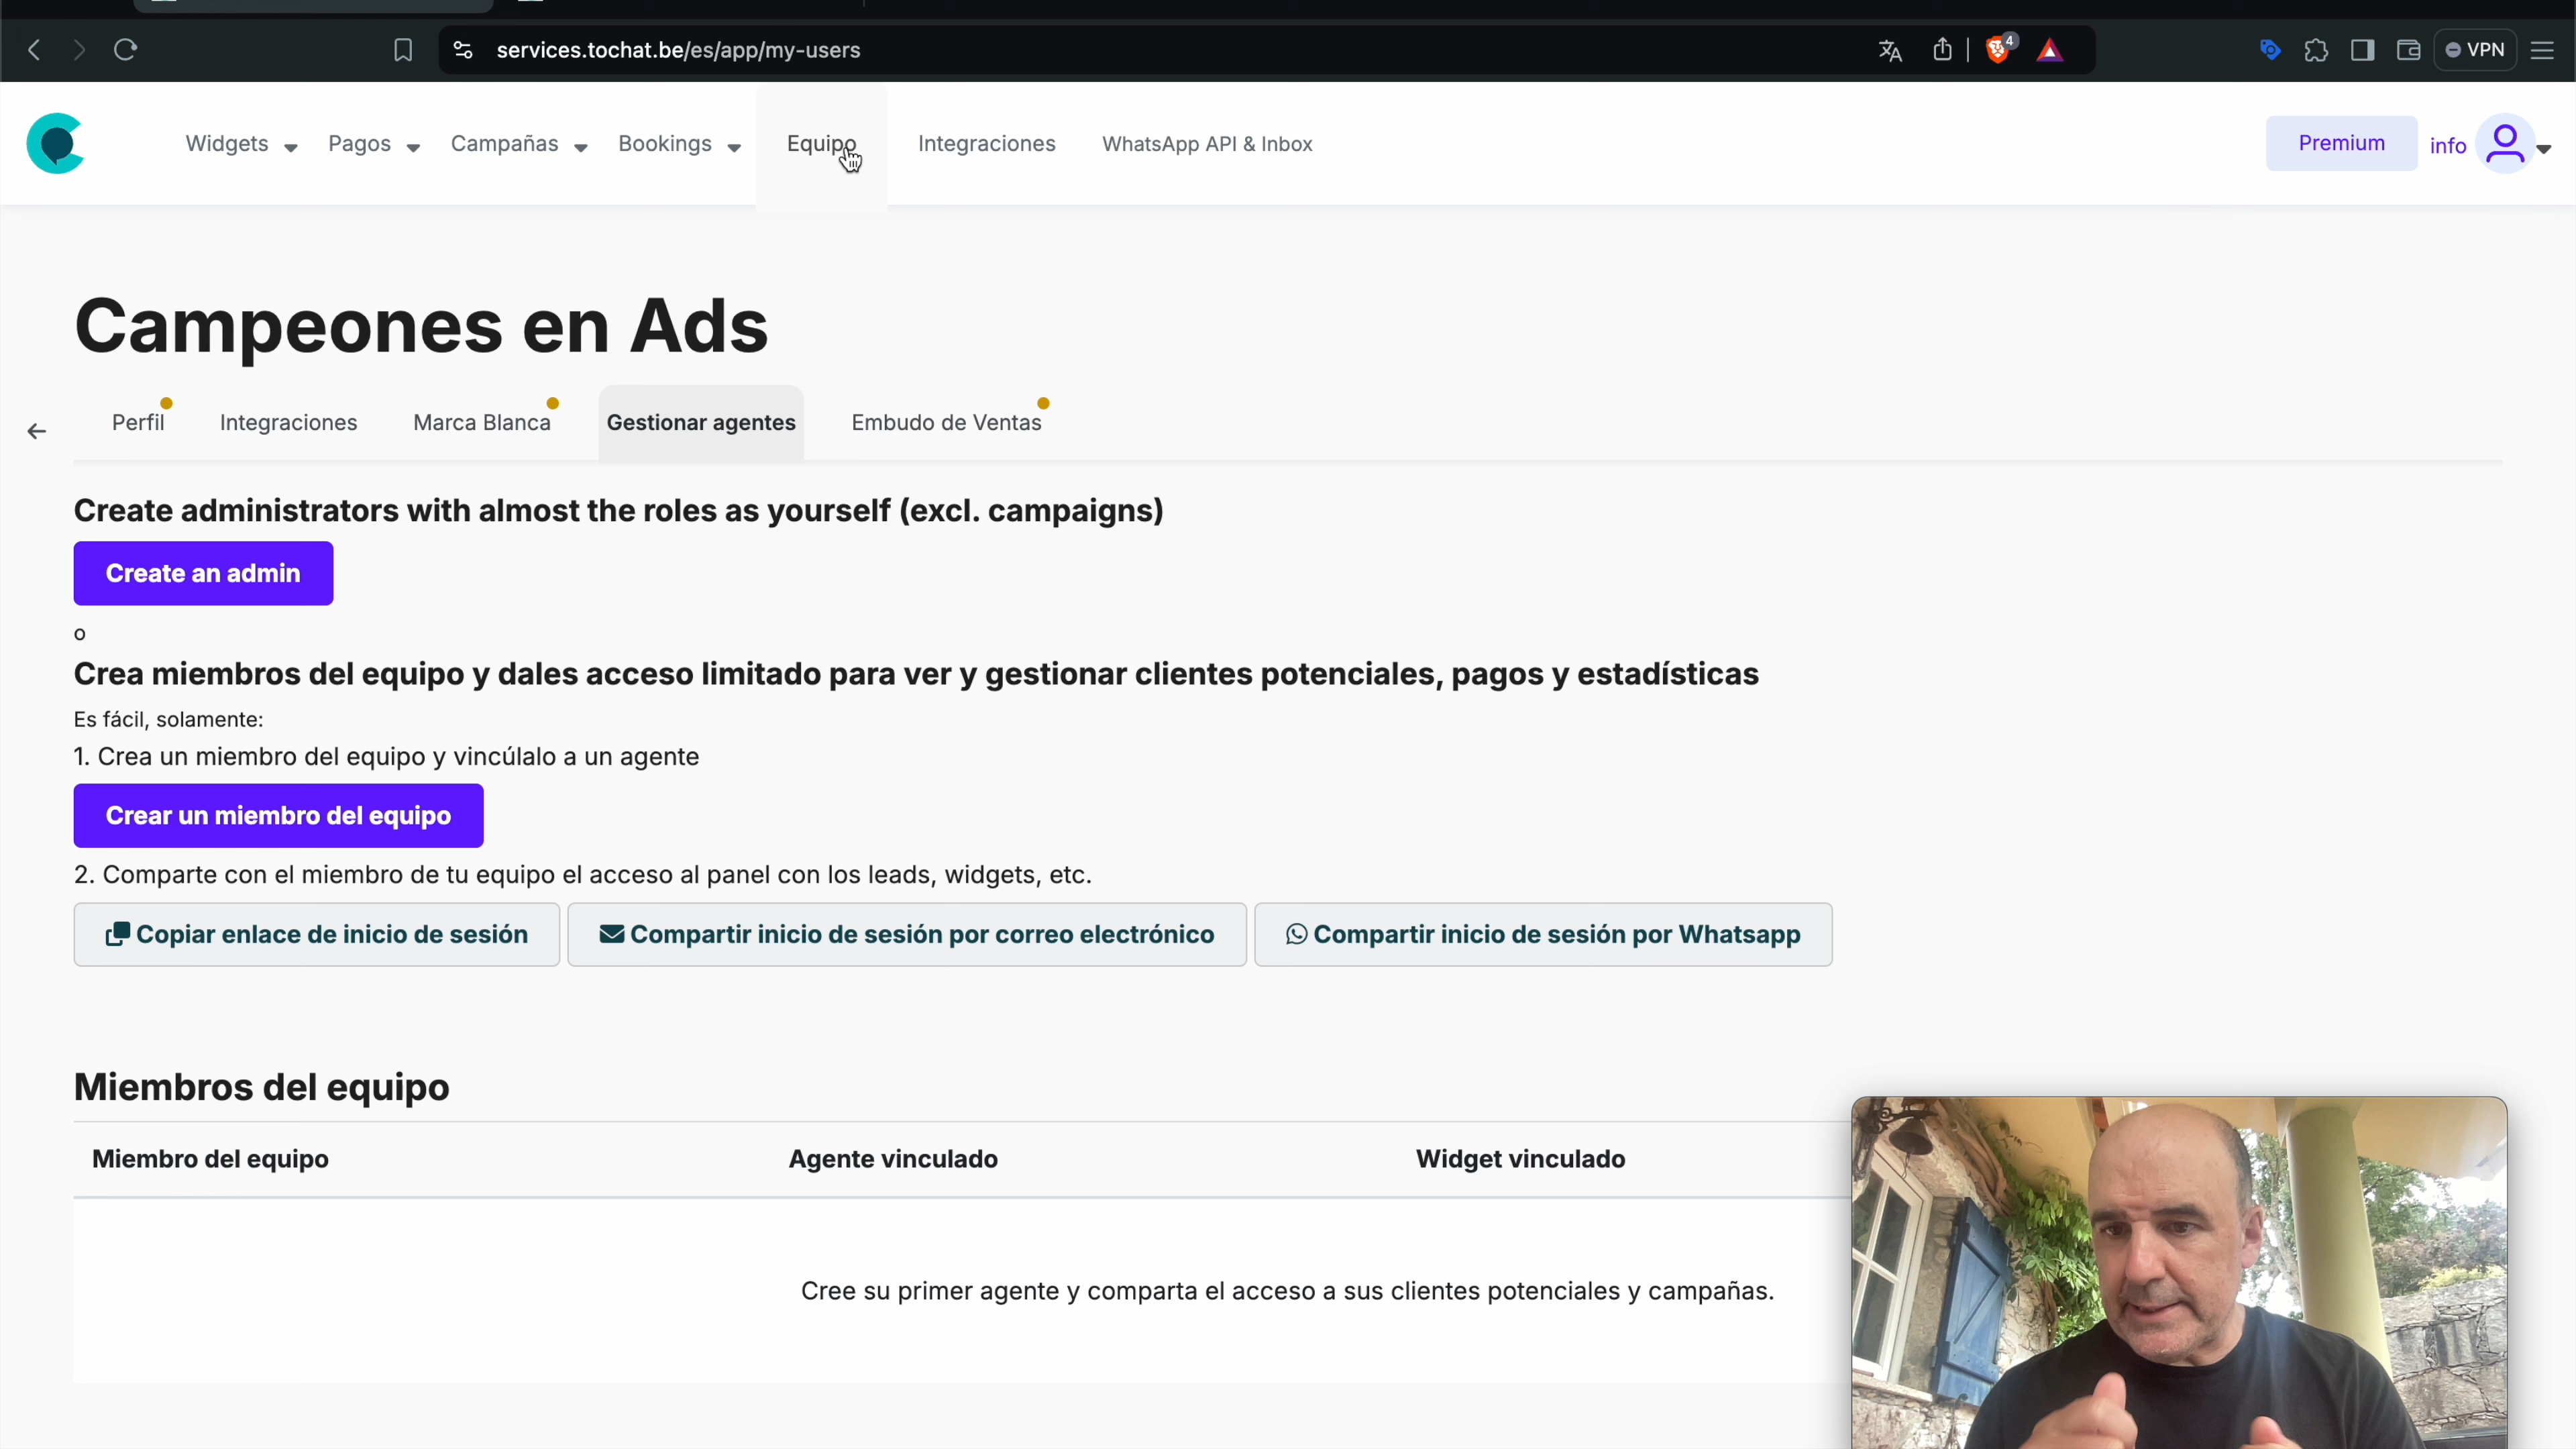 services.tochat.be/es/app/my-users
4
VPN
Widgets
Pagos
Campañas
Bookings
Equipo
Integraciones
WhatsApp API & Inbox
Premium
info
Campeones en Ads
Perfil
Integraciones
Marca Blanca
Gestionar agentes
Embudo de Ventas
Create administrators with almost the roles as yourself (excl. campaigns)
Create an admin
o
Crea miembros del equipo y dales acceso limitado para ver y gestionar clientes potenciales, pagos y estadísticas
Es fácil, solamente:
1. Crea un miembro del equipo y vincúlalo a un agente
Crear un miembro del equipo
2. Comparte con el miembro de tu equipo el acceso al panel con los leads, widgets, etc.
Copiar enlace de inicio de sesión
Compartir inicio de sesión por correo electrónico
Compartir inicio de sesión por Whatsapp
Miembros del equipo
Miembro del equipo
Agente vinculado
Widget vinculado
Cree su primer agente y comparta el acceso a sus clientes potenciales y campañas.